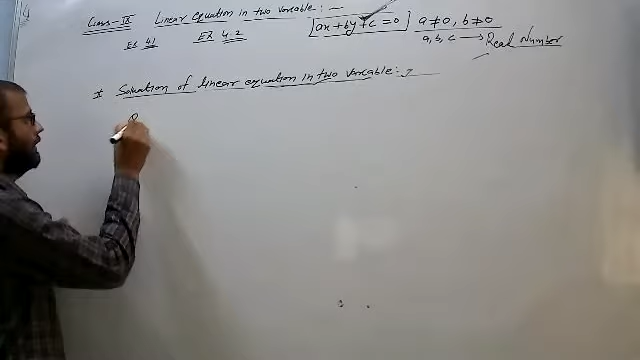 Class-IX Linear equation in two variable:- [ax+by+c=0] a≠0, b≠0
Ex 4.1 Ex 4.2 a, b, c → Real Number
* Soluation of linear equation in two variable:-